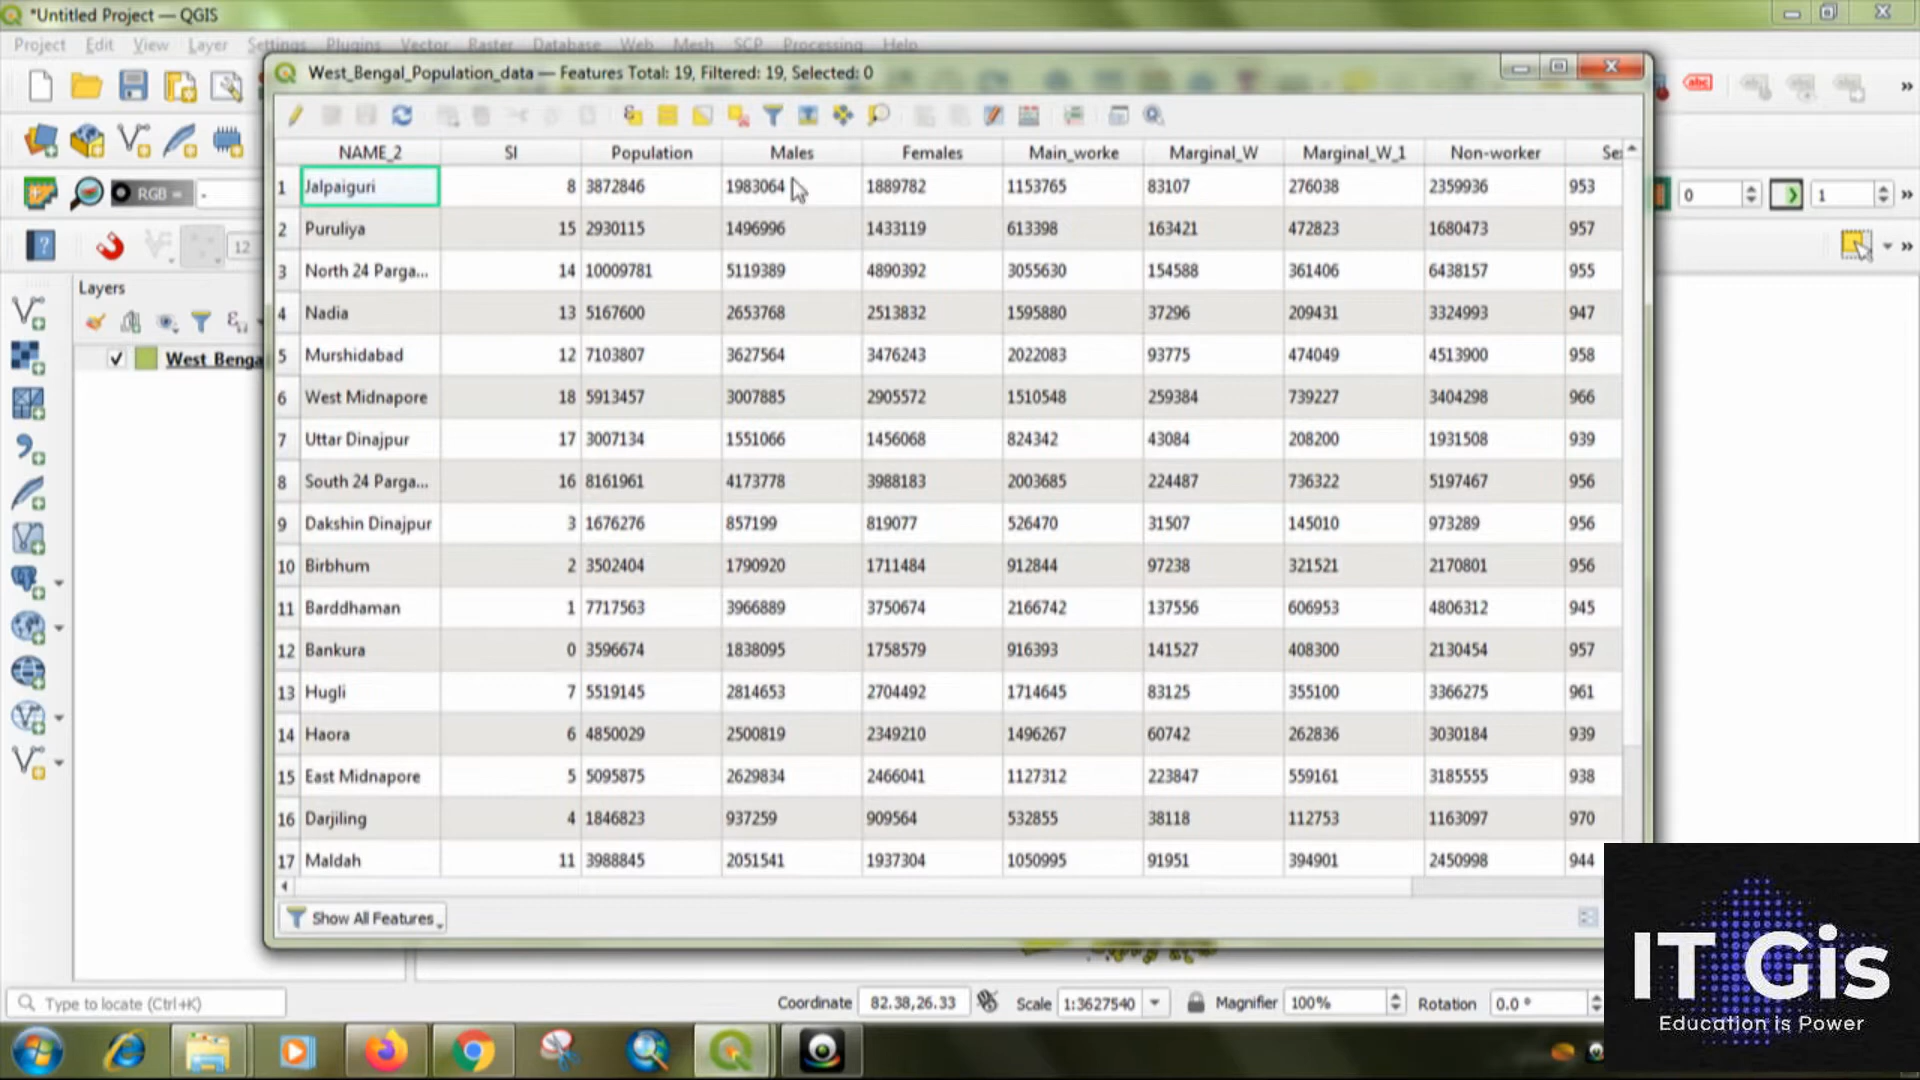 *Untitled Project — QGIS
Project Edit View Layer Settings Plugins Vector Raster Database Web Mesh SCP Processing Help
West_Bengal_Population_data — Features Total: 19, Filtered: 19, Selected: 0
abc
RGB = - 0 1
12
Layers
West Benga
NAME_2 SI Population Males Females Main_worke Marginal_W Marginal_W_1 Non-worker Se
1 Jalpaiguri 8 3872846 1983064 1889782 1153765 83107 276038 2359936 953
2 Puruliya 15 2930115 1496996 1433119 613398 163421 472823 1680473 957
3 North 24 Parga... 14 10009781 5119389 4890392 3055630 154588 361406 6438157 955
4 Nadia 13 5167600 2653768 2513832 1595880 37296 209431 3324993 947
5 Murshidabad 12 7103807 3627564 3476243 2022083 93775 474049 4513900 958
6 West Midnapore 18 5913457 3007885 2905572 1510548 259384 739227 3404298 966
7 Uttar Dinajpur 17 3007134 1551066 1456068 824342 43084 208200 1931508 939
8 South 24 Parga... 16 8161961 4173778 3988183 2003685 224487 736322 5197467 956
9 Dakshin Dinajpur 3 1676276 857199 819077 526470 31507 145010 973289 956
10 Birbhum 2 3502404 1790920 1711484 912844 97238 321521 2170801 956
11 Barddhaman 1 7717563 3966889 3750674 2166742 137556 606953 4806312 945
12 Bankura 0 3596674 1838095 1758579 916393 141527 408300 2130454 957
13 Hugli 7 5519145 2814653 2704492 1714645 83125 355100 3366275 961
14 Haora 6 4850029 2500819 2349210 1496267 60742 262836 3030184 939
15 East Midnapore 5 5095875 2629834 2466041 1127312 223847 559161 3185555 938
16 Darjiling 4 1846823 937259 909564 532855 38118 112753 1163097 970
17 Maldah 11 3988845 2051541 1937304 1050995 91951 394901 2450998 944
Show All Features
Type to locate (Ctrl+K) Coordinate 82.38,26.33 Scale 1:3627540 Magnifier 100% Rotation 0.0 °
IT Gis
Education is Power